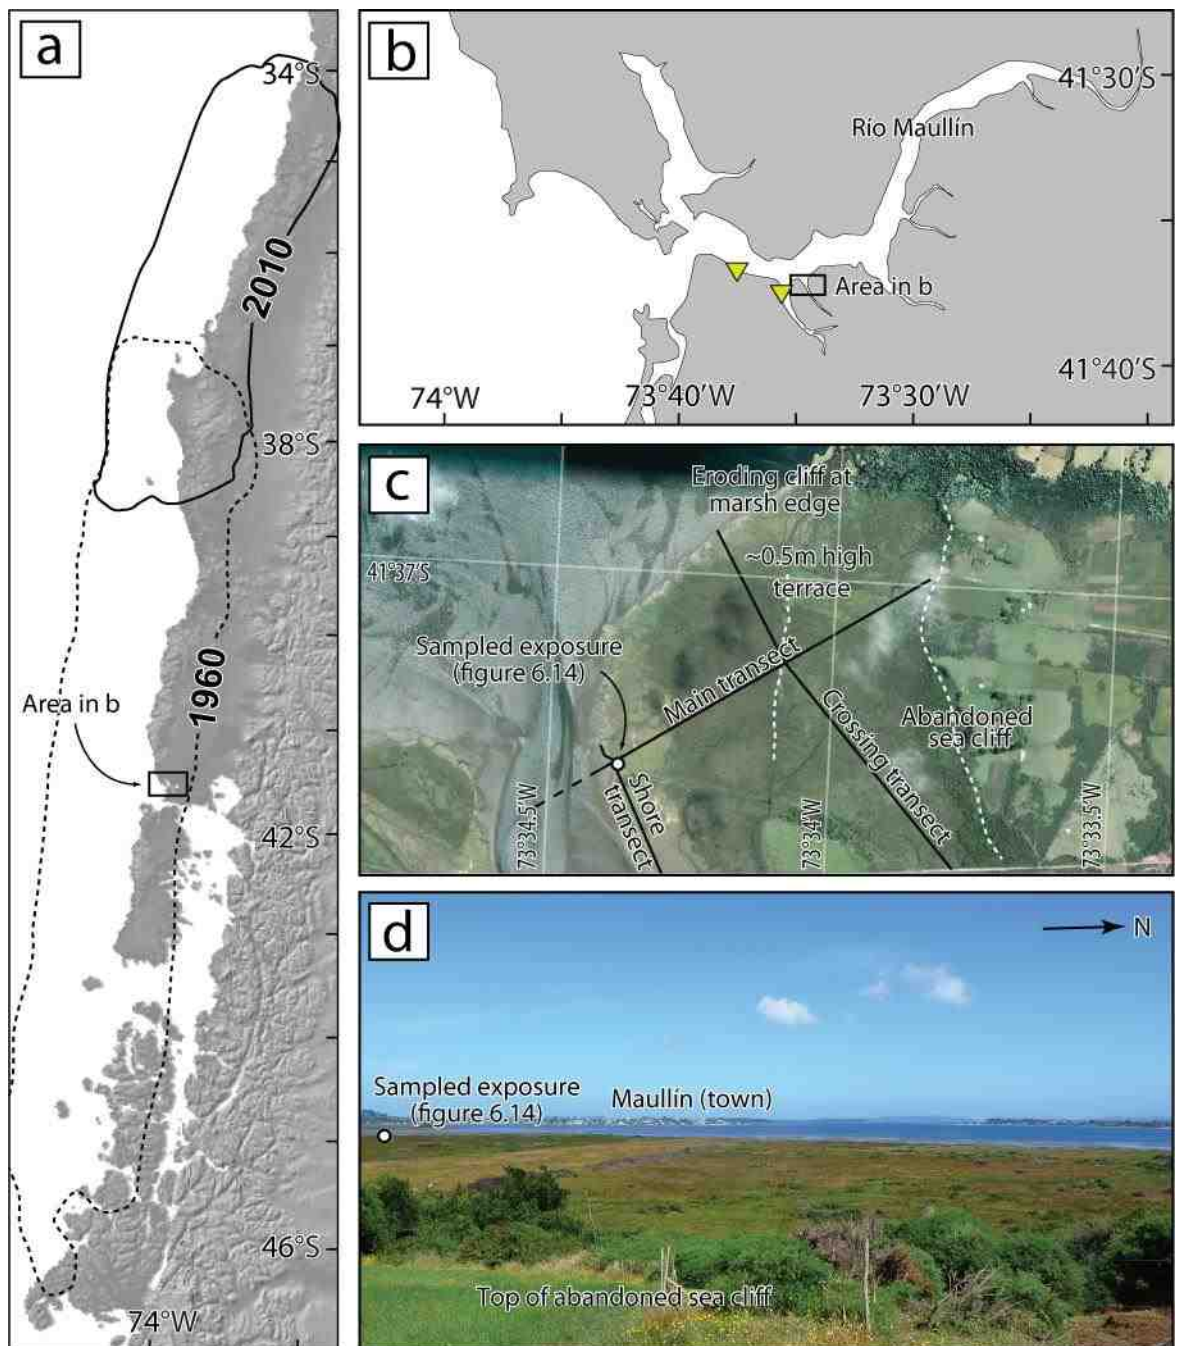 a
34°S
2010
38°S
1960
Area in b
42°S
46°S
74°W
b
41°30'S
Río Maullín
Area in b
41°40'S
74°W
73°40'W
73°30'W
c
Eroding cliff at
marsh edge
41°37'S
~0.5m high
terrace
Sampled exposure
(figure 6.14)
Main transect
Crossing transect
Abandoned
sea cliff
Shore
transect
73°34.5'W
73°34'W
73°33.5'W
d
N
Sampled exposure
(figure 6.14)
Maullín (town)
Top of abandoned sea cliff